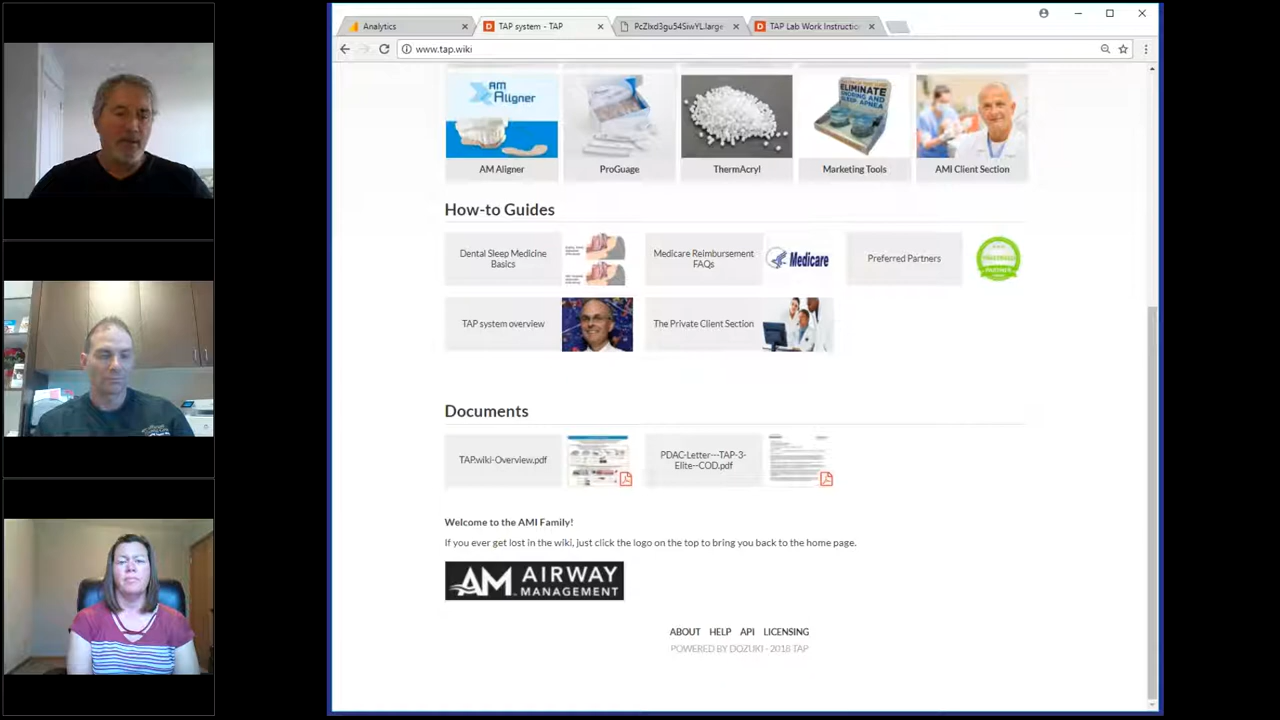 Analytics
TAP system - TAP
PcZIxd3gu54SiwYL.large
TAP Lab Work Instruction
www.tap.wiki
AM
Aligner
ELIMINATE
SNORING AND
SLEEP APNEA
AM Aligner
ProGuage
ThermAcryl
Marketing Tools
AMI Client Section
How-to Guides
Dental Sleep Medicine
Basics
Medicare Reimbursement
FAQs
Medicare
Preferred Partners
PARTNER
TAP system overview
The Private Client Section
Documents
TAP.wiki-Overview.pdf
PDAC-Letter---TAP-3-
Elite--COD.pdf
Welcome to the AMI Family!
If you ever get lost in the wiki, just click the logo on the top to bring you back to the home page.
AM AIRWAY
MANAGEMENT
ABOUT HELP API LICENSING
POWERED BY DOZUKI - 2018 TAP